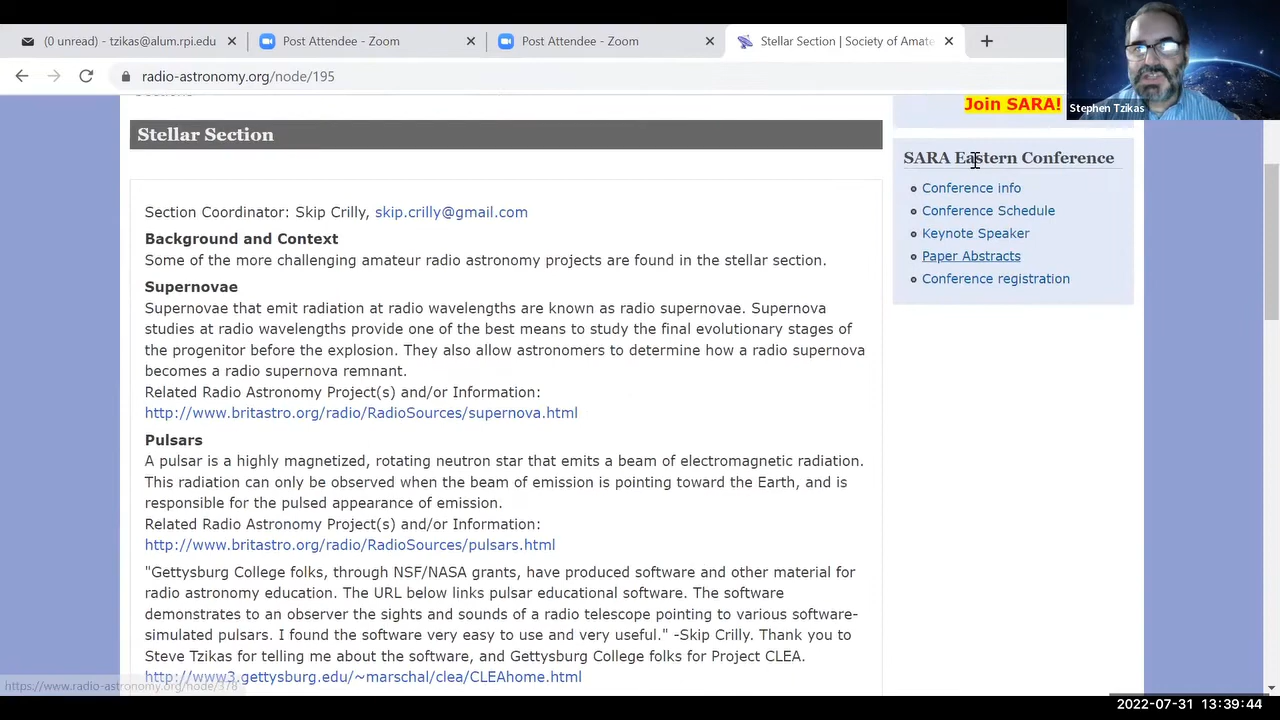 (0 unread) - tzikas@alum.rpi.edu
Post Attendee - Zoom
Post Attendee - Zoom
Stellar Section | Society of Amate
radio-astronomy.org/node/195
Stephen Tzikas
Join SARA!
Stellar Section
Section Coordinator: Skip Crilly, skip.crilly@gmail.com
Background and Context
Some of the more challenging amateur radio astronomy projects are found in the stellar section.
Supernovae
Supernovae that emit radiation at radio wavelengths are known as radio supernovae. Supernova
studies at radio wavelengths provide one of the best means to study the final evolutionary stages of
the progenitor before the explosion. They also allow astronomers to determine how a radio supernova
becomes a radio supernova remnant.
Related Radio Astronomy Project(s) and/or Information:
http://www.britastro.org/radio/RadioSources/supernova.html
Pulsars
A pulsar is a highly magnetized, rotating neutron star that emits a beam of electromagnetic radiation.
This radiation can only be observed when the beam of emission is pointing toward the Earth, and is
responsible for the pulsed appearance of emission.
Related Radio Astronomy Project(s) and/or Information:
http://www.britastro.org/radio/RadioSources/pulsars.html
"Gettysburg College folks, through NSF/NASA grants, have produced software and other material for
radio astronomy education. The URL below links pulsar educational software. The software
demonstrates to an observer the sights and sounds of a radio telescope pointing to various software-
simulated pulsars. I found the software very easy to use and very useful." -Skip Crilly. Thank you to
Steve Tzikas for telling me about the software, and Gettysburg College folks for Project CLEA.
http://www3.gettysburg.edu/~marschal/clea/CLEAhome.html
SARA Eastern Conference
Conference info
Conference Schedule
Keynote Speaker
Paper Abstracts
Conference registration
https://www.radio-astronomy.org/node/378
2022-07-31 13:39:44